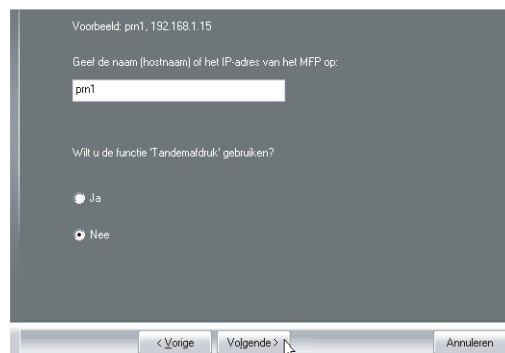 Voorbeeld: prn1, 192.168.1.15
Geef de naam (hostnaam) of het IP-adres van het MFP op:
prn1
Wilt u de functie 'Tandemafdruk' gebruiken?
Ja
Nee
< Vorige
Volgende >
Annuleren